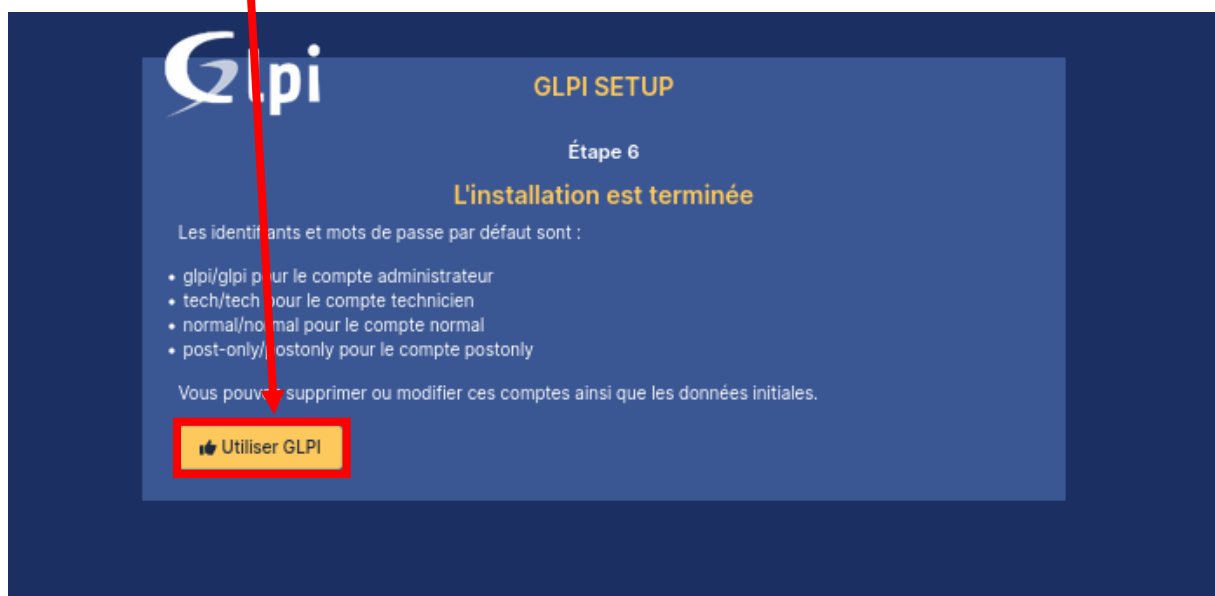 Glpi
GLPI SETUP
Étape 6
L'installation est terminée
Les identifiants et mots de passe par défaut sont :
• glpi/glpi pour le compte administrateur
• tech/tech pour le compte technicien
• normal/normal pour le compte normal
• post-only/postonly pour le compte postonly
Vous pouvez supprimer ou modifier ces comptes ainsi que les données initiales.
Utiliser GLPI